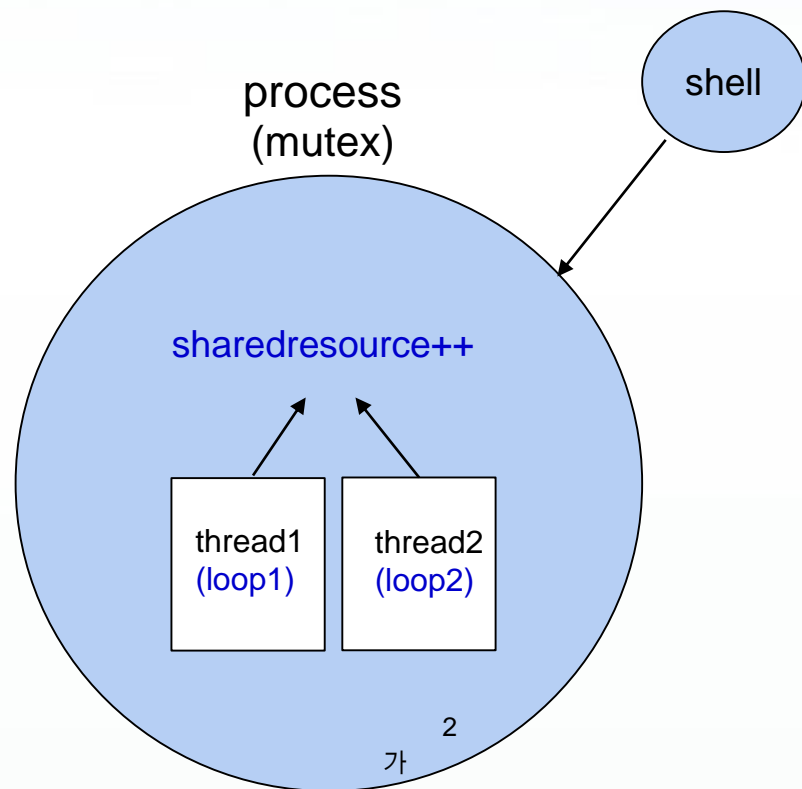 shell
process
(mutex)
sharedresource++
thread1
(loop1)
thread2
(loop2)
2
가